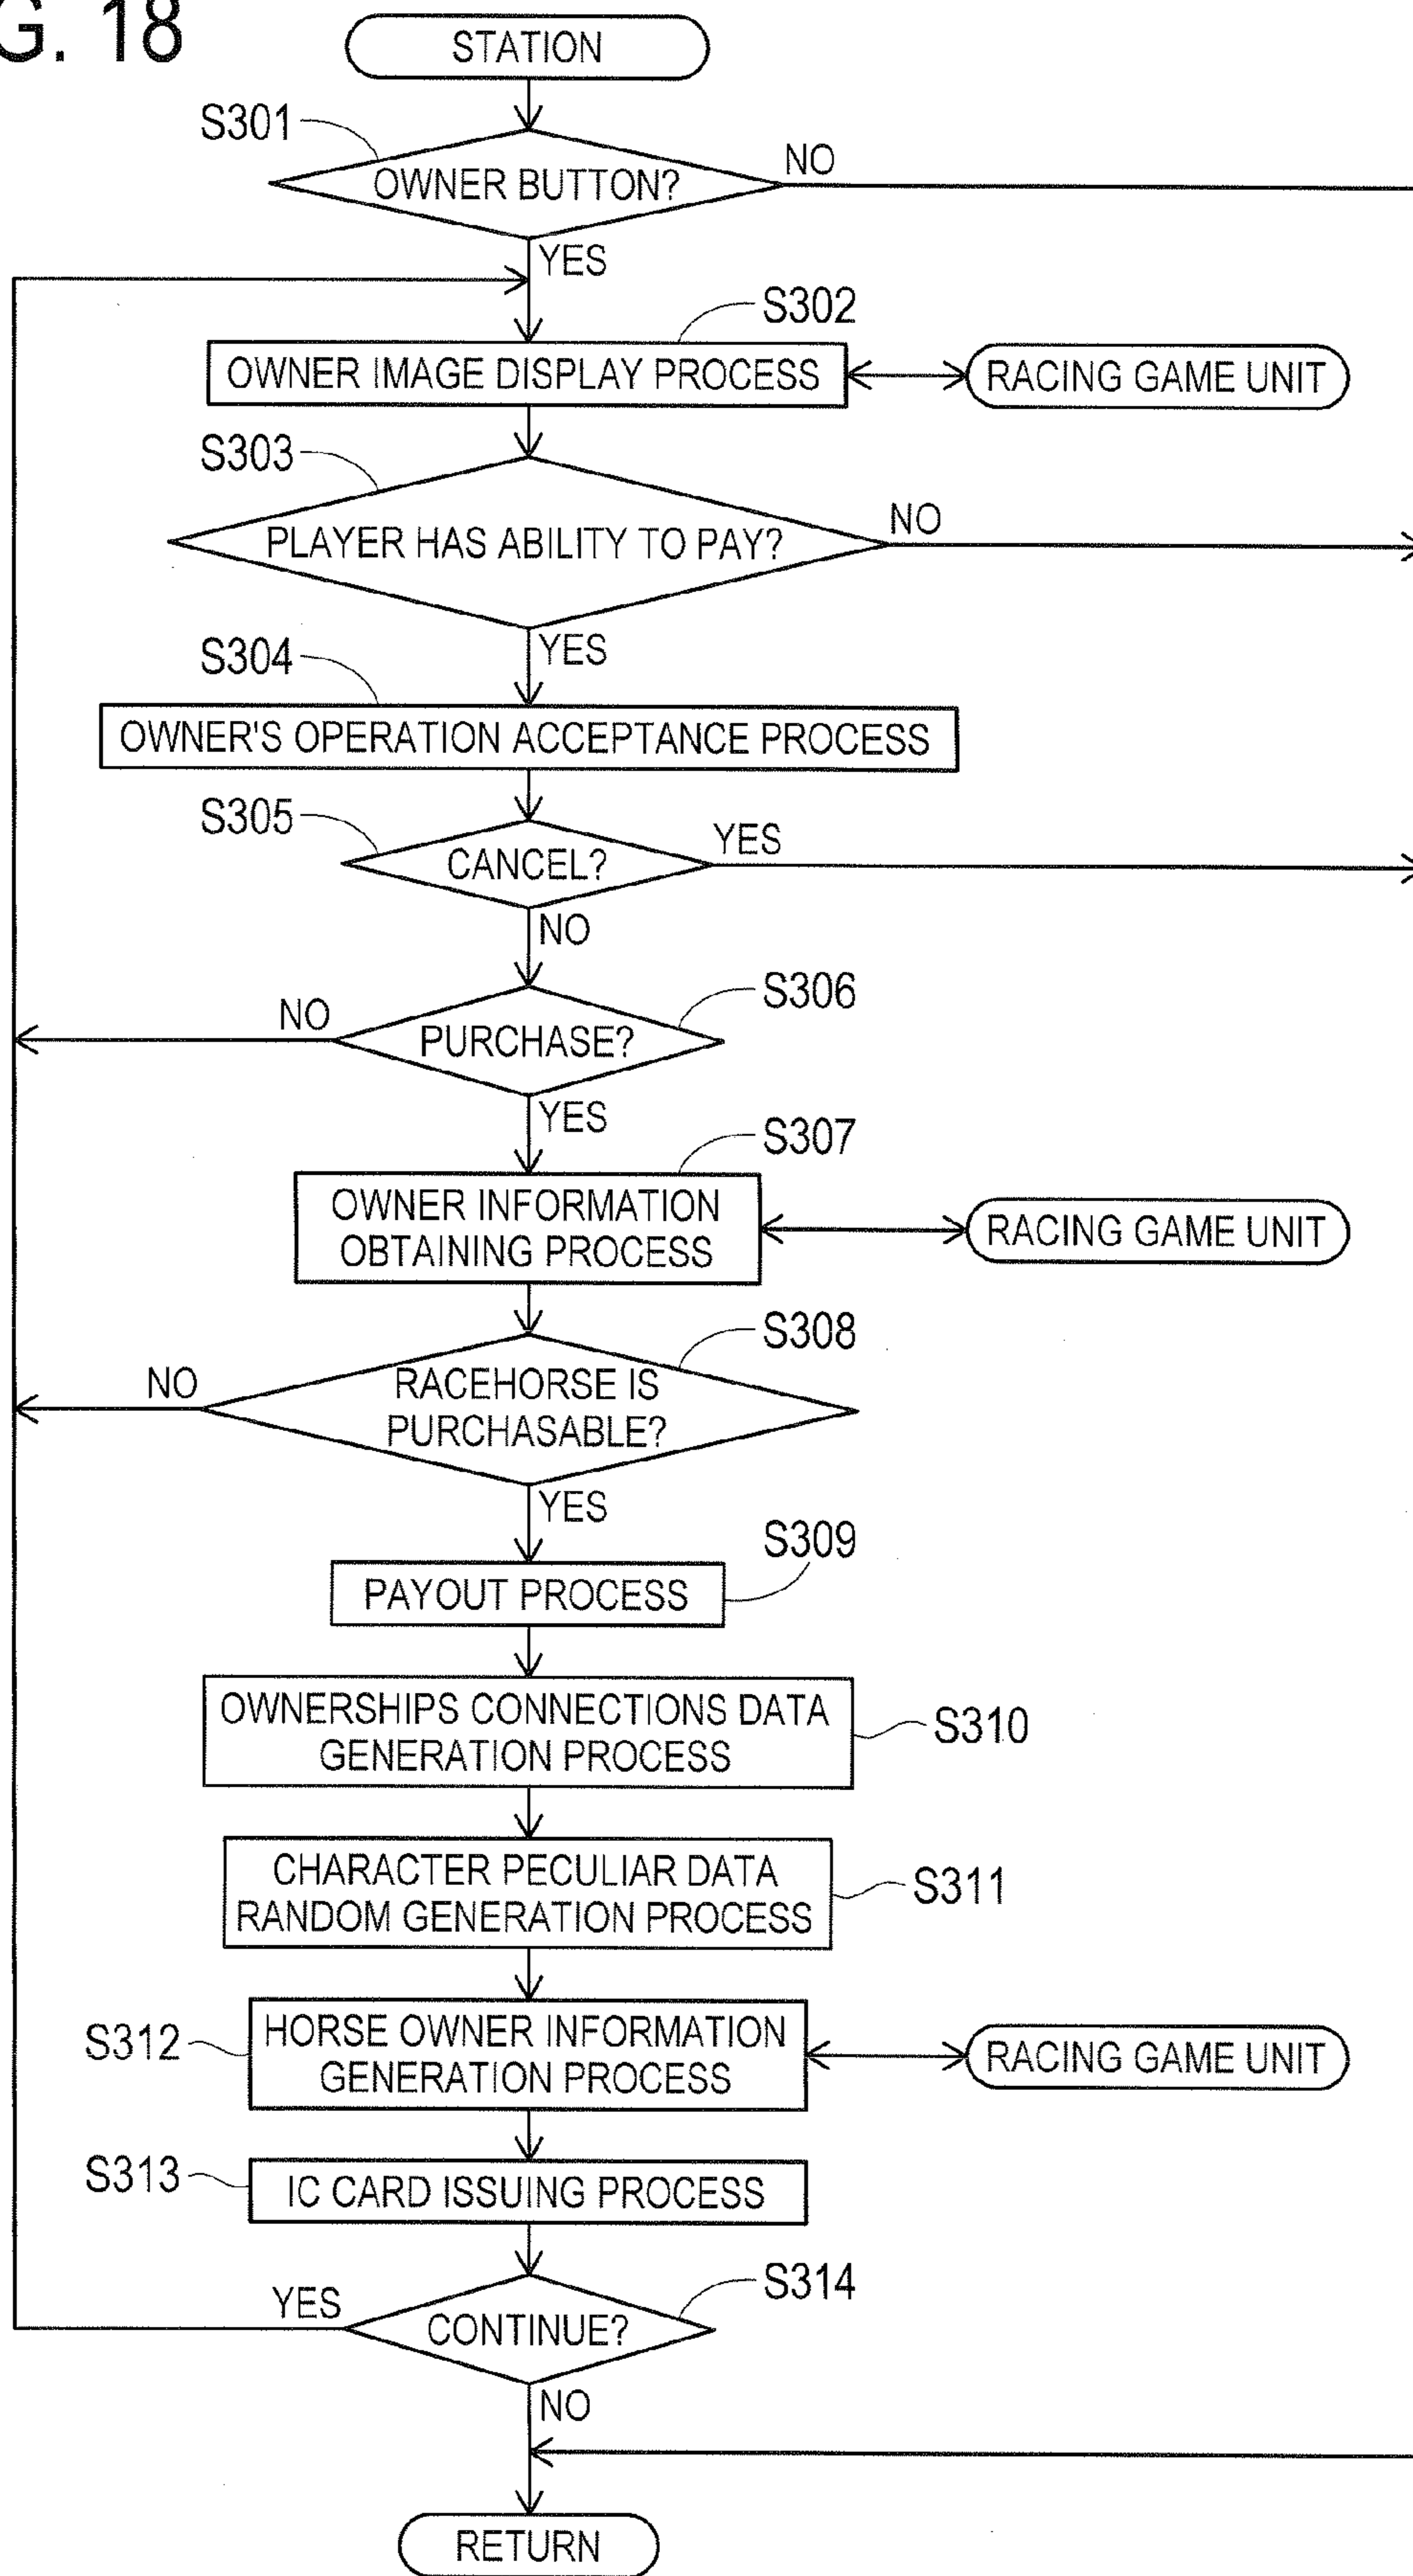 G. 18
STATION
S301
OWNER BUTTON?
NO
YES
S302
OWNER IMAGE DISPLAY PROCESS
RACING GAME UNIT
S303
PLAYER HAS ABILITY TO PAY?
NO
YES
S304
OWNER'S OPERATION ACCEPTANCE PROCESS
S305
CANCEL?
YES
NO
S306
PURCHASE?
NO
YES
S307
OWNER INFORMATION
OBTAINING PROCESS
RACING GAME UNIT
S308
RACEHORSE IS
PURCHASABLE?
NO
YES
S309
PAYOUT PROCESS
OWNERSHIPS CONNECTIONS DATA
GENERATION PROCESS
S310
CHARACTER PECULIAR DATA
RANDOM GENERATION PROCESS
S311
S312
HORSE OWNER INFORMATION
GENERATION PROCESS
RACING GAME UNIT
S313
IC CARD ISSUING PROCESS
S314
CONTINUE?
YES
NO
RETURN